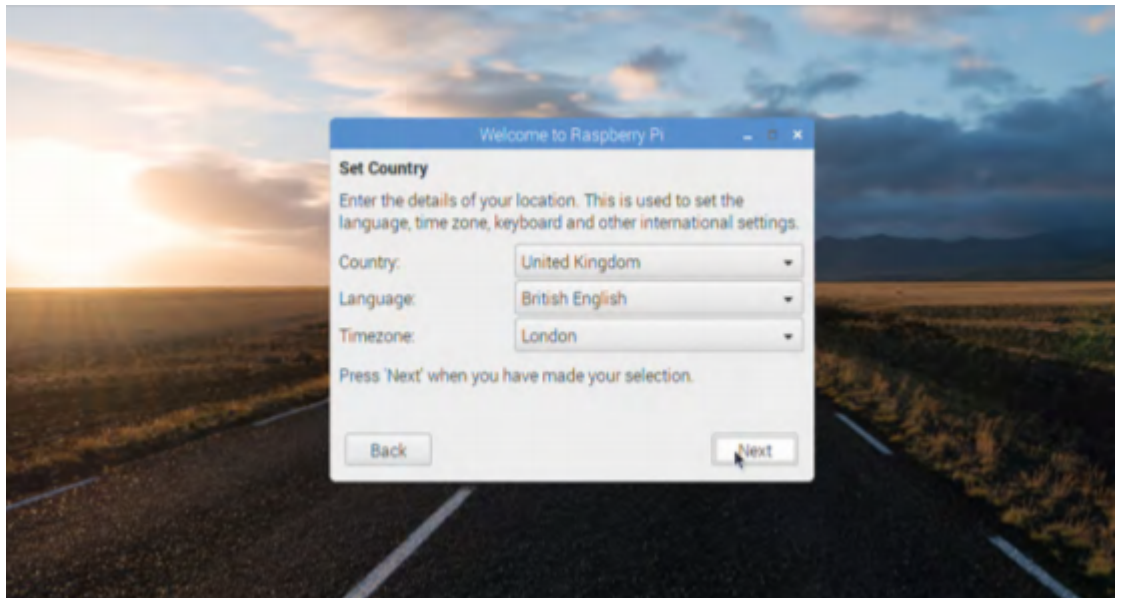 Welcome to Raspberry Pi
Set Country
Enter the details of your location. This is used to set the
language, time zone, keyboard and other international settings.
Country: United Kingdom
Language: British English
Timezone: London
Press 'Next' when you have made your selection.
Back Next